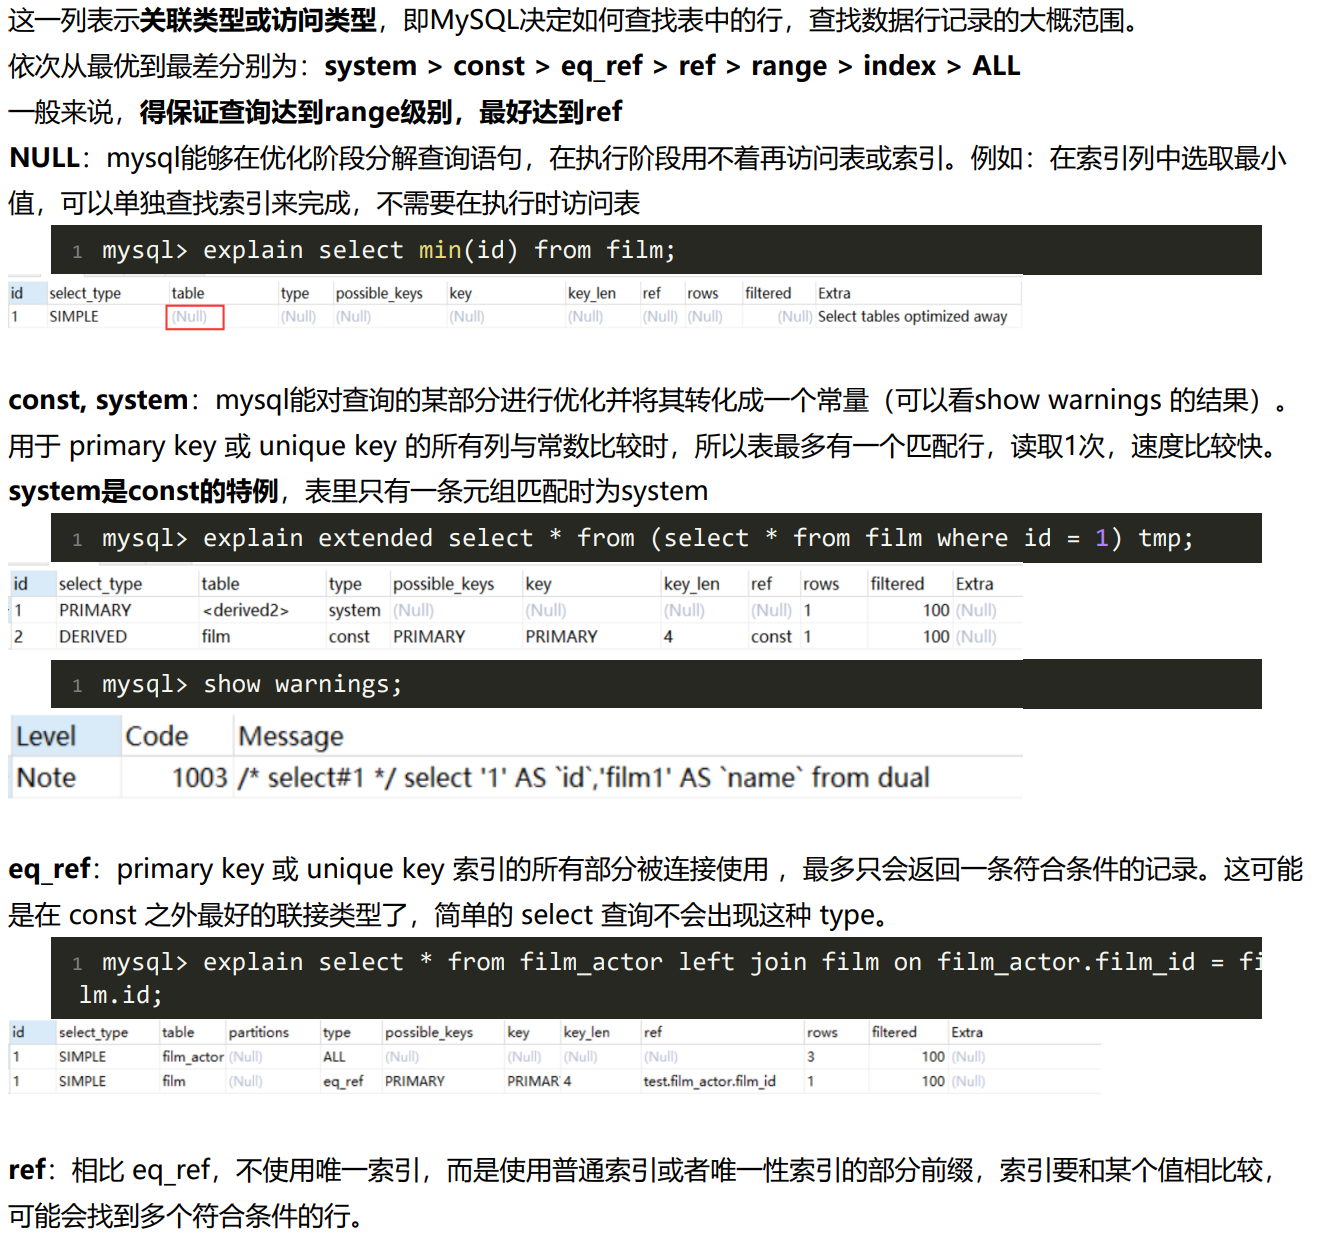 这一列表示关联类型或访问类型，即MySQL决定如何查找表中的行，查找数据行记录的大概范围。
依次从最优到最差分别为：system > const > eq_ref > ref > range > index > ALL
一般来说，得保证查询达到range级别，最好达到ref
NULL：mysql能够在优化阶段分解查询语句，在执行阶段用不着再访问表或索引。例如：在索引列中选取最小
值，可以单独查找索引来完成，不需要在执行时访问表
1 mysql> explain select min(id) from film;
id select_type table type possible_keys key key_len ref rows filtered Extra
1 SIMPLE (Null) (Null) (Null) (Null) (Null) (Null) (Null) (Null) Select tables optimized away
const, system：mysql能对查询的某部分进行优化并将其转化成一个常量（可以看show warnings 的结果）。
用于 primary key 或 unique key 的所有列与常数比较时，所以表最多有一个匹配行，读取1次，速度比较快。
system是const的特例，表里只有一条元组匹配时为system
1 mysql> explain extended select * from (select * from film where id = 1) tmp;
id select_type table type possible_keys key key_len ref rows filtered Extra
1 PRIMARY <derived2> system (Null) (Null) (Null) (Null) 1 100 (Null)
2 DERIVED film const PRIMARY PRIMARY 4 const 1 100 (Null)
1 mysql> show warnings;
Level Code Message
Note 1003 /* select#1 */ select '1' AS `id`,'film1' AS `name` from dual
eq_ref：primary key 或 unique key 索引的所有部分被连接使用 ，最多只会返回一条符合条件的记录。这可能
是在 const 之外最好的联接类型了，简单的 select 查询不会出现这种 type。
1 mysql> explain select * from film_actor left join film on film_actor.film_id = fi
lm.id;
id select_type table partitions type possible_keys key key_len ref rows filtered Extra
1 SIMPLE film_actor (Null) ALL (Null) (Null) (Null) (Null) 3 100 (Null)
1 SIMPLE film (Null) eq_ref PRIMARY PRIMAR 4 test.film_actor.film_id 1 100 (Null)
ref：相比 eq_ref，不使用唯一索引，而是使用普通索引或者唯一性索引的部分前缀，索引要和某个值相比较，
可能会找到多个符合条件的行。